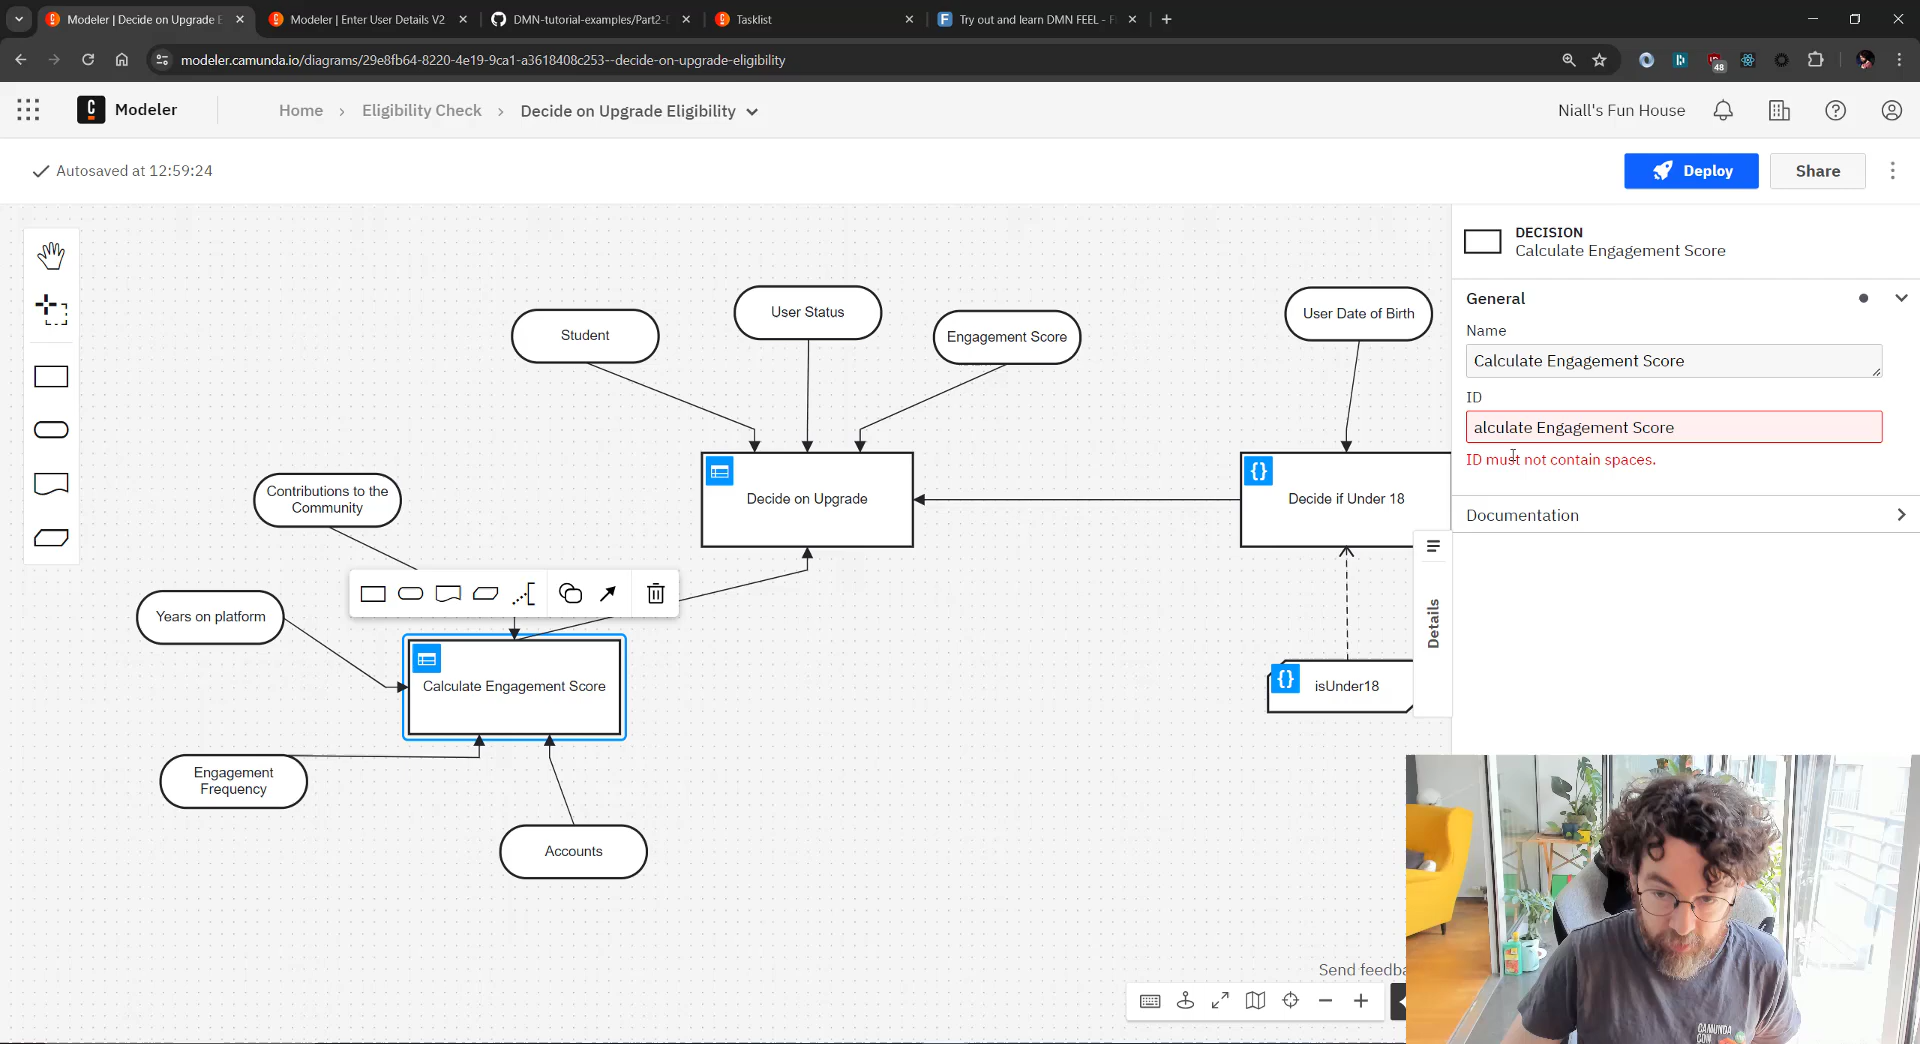 Modeler | Decide on Upgrade E
Modeler | Enter User Details V2
DMN-tutorial-examples/Part2-D
Tasklist
Try out and learn DMN FEEL - F
modeler.camunda.io/diagrams/29e8fb64-8220-4e19-9ca1-a3618408c253--decide-on-upgrade-eligibility
48
Modeler
Home
Eligibility Check
Decide on Upgrade Eligibility
Niall's Fun House
Autosaved at 12:59:24
Deploy
Share
DECISION
Calculate Engagement Score
General
Name
Calculate Engagement Score
ID
alculate Engagement Score
ID must not contain spaces.
Documentation
Details
Student
User Status
Engagement Score
User Date of Birth
Decide on Upgrade
Decide if Under 18
Contributions to the
Community
Years on platform
Calculate Engagement Score
isUnder18
Engagement
Frequency
Accounts
Send feedba
CAMUNDA
CON